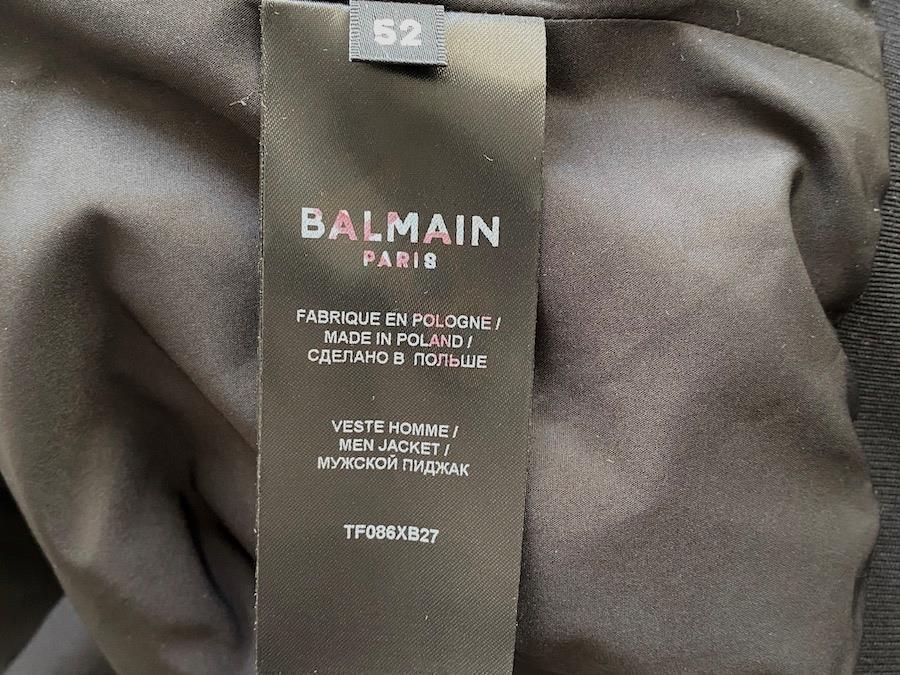 52
BALMAIN
PARIS
FABRIQUE EN POLOGNE /
MADE IN POLAND /
СДЕЛАНО В ПОЛЬШЕ
VESTE HOMME /
MEN JACKET /
МУЖСКОЙ ПИДЖАК
TF086XB27